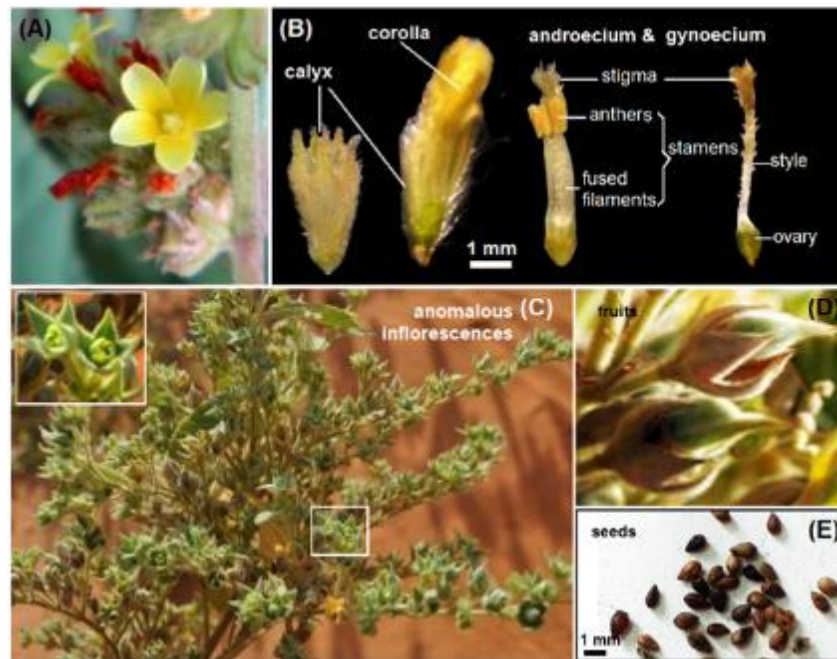 (A)
(B)
corolla
calyx
androecium & gynoecium
stigma
anthers
stamens
fused
filaments
style
ovary
1 mm
anomalous
inflorescences
(C)
fruits
(D)
seeds
(E)
1 mm